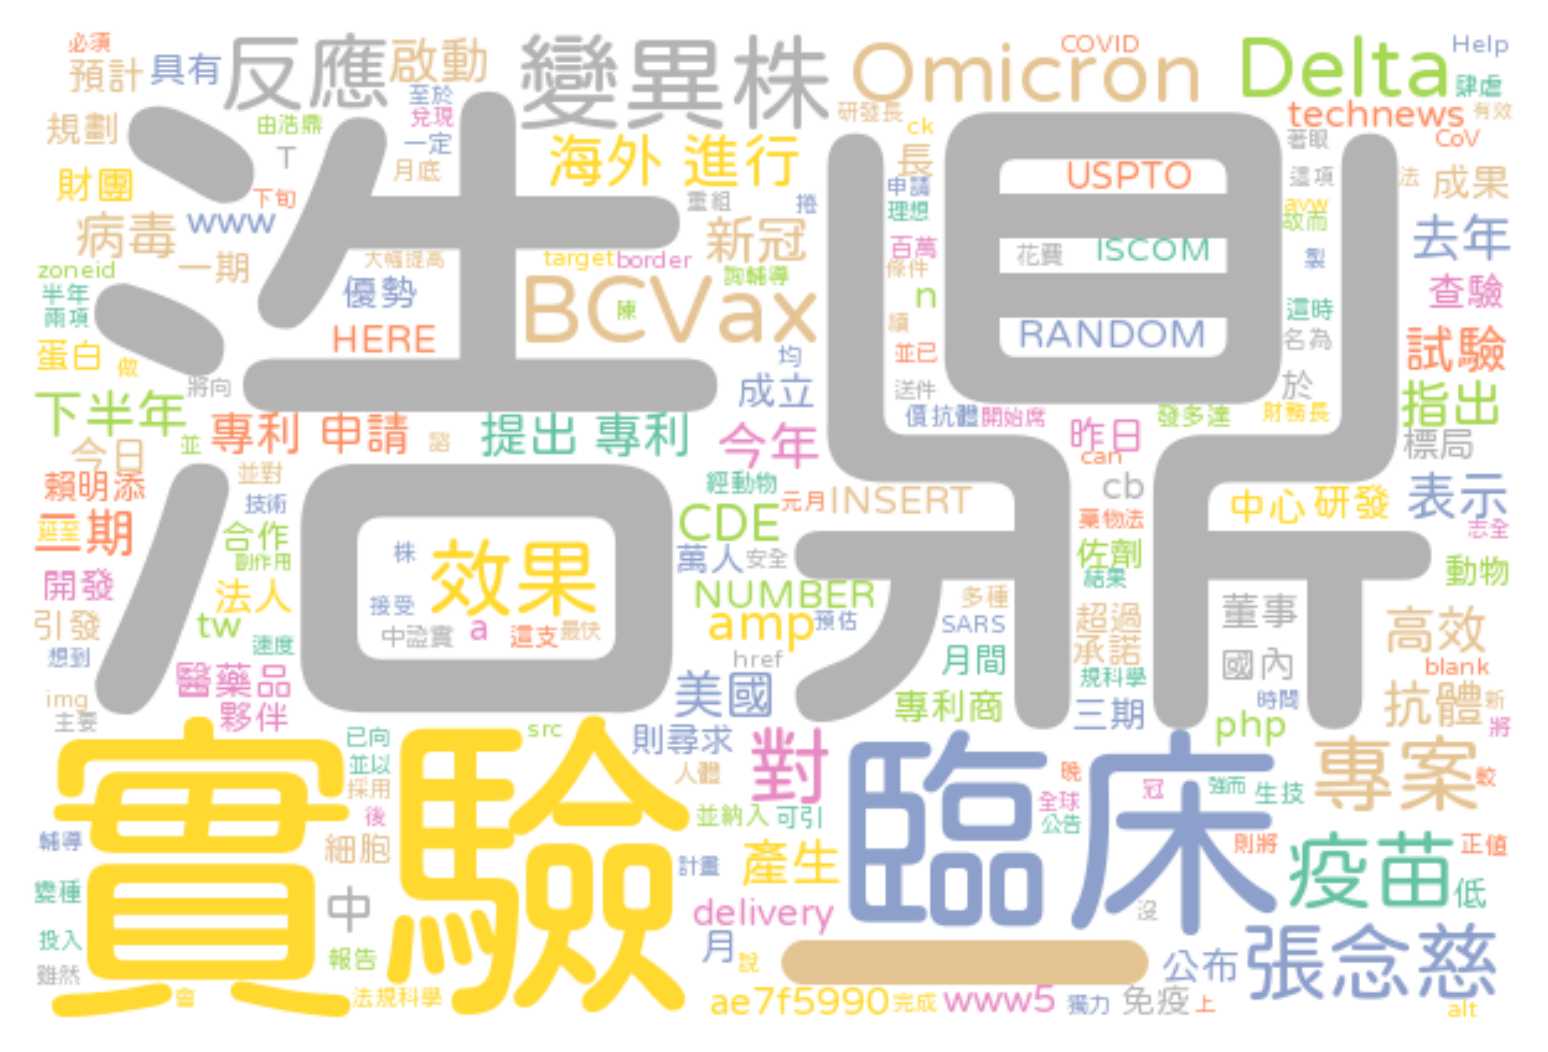 必須
COVID
Help
預計
具有
反應
啟動
變異株
Omicron
Delta
肆虐
至於
兌現
研發長
technews
有效
規劃
由浩鼎
一定
ck
著眼
CoV
T
月底
海外 進行
長
USPTO
這項
法
成果
財團
下旬
重組
捲
申請
理想
avw
故而
病毒
www
新冠
百萬
花費
ISCOM
去年
zoneid
一期
大幅提高
target
border
條件
製
半年
優勢
詢輔導
n
查驗
兩項
BCVax
陳
這時
浩鼎
HERE
續
RANDOM
名為
試驗
蛋白
做
均
並已
將向
成立
送件
於
指出
下半年
專利 申請
諮
提出 專利
今年
價抗體
開始席
昨日
發多達
財務長
標局
今日
並
can
賴明添
並對
經動物
元月
INSERT
cb
中心
研發
表示
技術
延至
二期
合作
CDE
藥物法
志全
副作用
株
效果
萬人
安全
佐劑
結果
動物
開發
法人
接受
NUMBER
多種
引發
tw
中諡實
a
這支
最快
amp
預估
SARS
超過
董事
高效
想到
速度
href
月間
承諾
國內
blank
醫藥品
美國
規科學
img
主要
夥伴
專利商
三期
php
時間
抗體
新
將
實驗
已向
src
則尋求
對
臨床
專案
並以
採用
人體
晚
冠
強而
生技
較
後
並納入
可引
全球
公告
輔導
細胞
計畫
產生
則將
疫苗
正值
變種
中
delivery
沒
低
投入
報告
月
說
一
公布
張念慈
雖然
會
法規科學
ae7f5990
完成
www5
獨力
免疫
上
alt